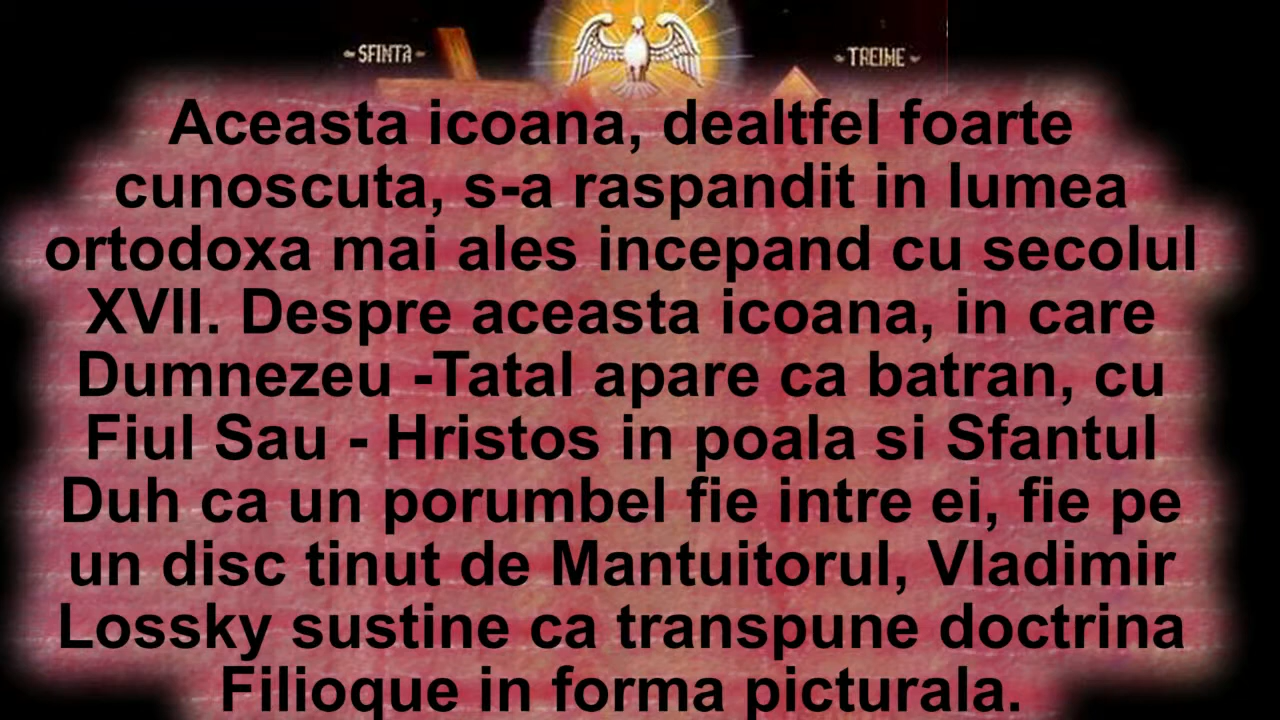 ~SFINTA~
~TREIME~
Aceasta icoana, dealtfel foarte
cunoscuta, s-a raspandit in lumea
ortodoxa mai ales incepand cu secolul
XVII. Despre aceasta icoana, in care
Dumnezeu -Tatal apare ca batran, cu
Fiul Sau - Hristos in poala si Sfantul
Duh ca un porumbel fie intre ei, fie pe
un disc tinut de Mantuitorul, Vladimir
Lossky sustine ca transpune doctrina
Filioque in forma picturala.